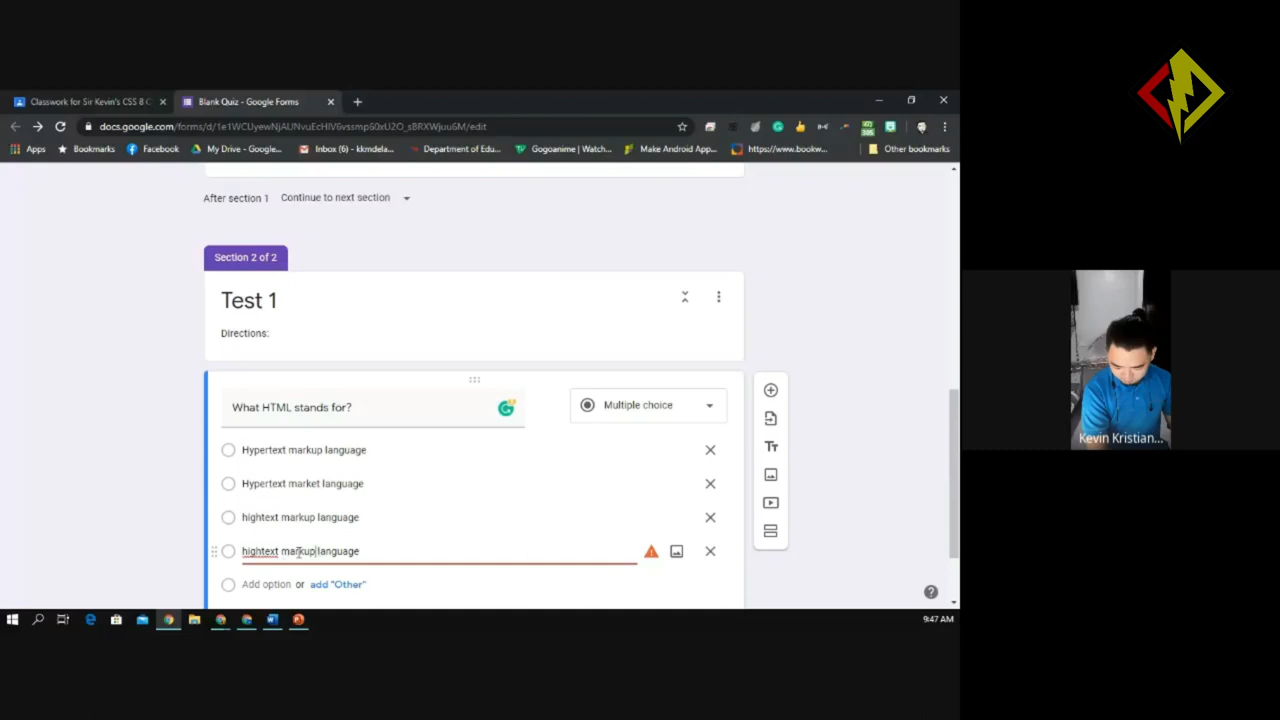 Classwork for Sir Kevin's CSS 8 C
Blank Quiz - Google Forms
docs.google.com/forms/d/1e1WCUyewNjAUNvuEcHlV6vssmp60xU2O_sBRXWjuu6M/edit
Apps
Bookmarks
Facebook
My Drive - Google...
Inbox (6) - kkmdela...
Department of Edu...
Gogoanime | Watch...
Make Android App...
https://www.bookw...
Other bookmarks
After section 1 Continue to next section
Section 2 of 2
Test 1
Directions:
What HTML stands for?
Multiple choice
Hypertext markup language
Hypertext market language
hightext markup language
hightext markup language
Add option or add "Other"
Tт
Kevin Kristian...
9:47 AM